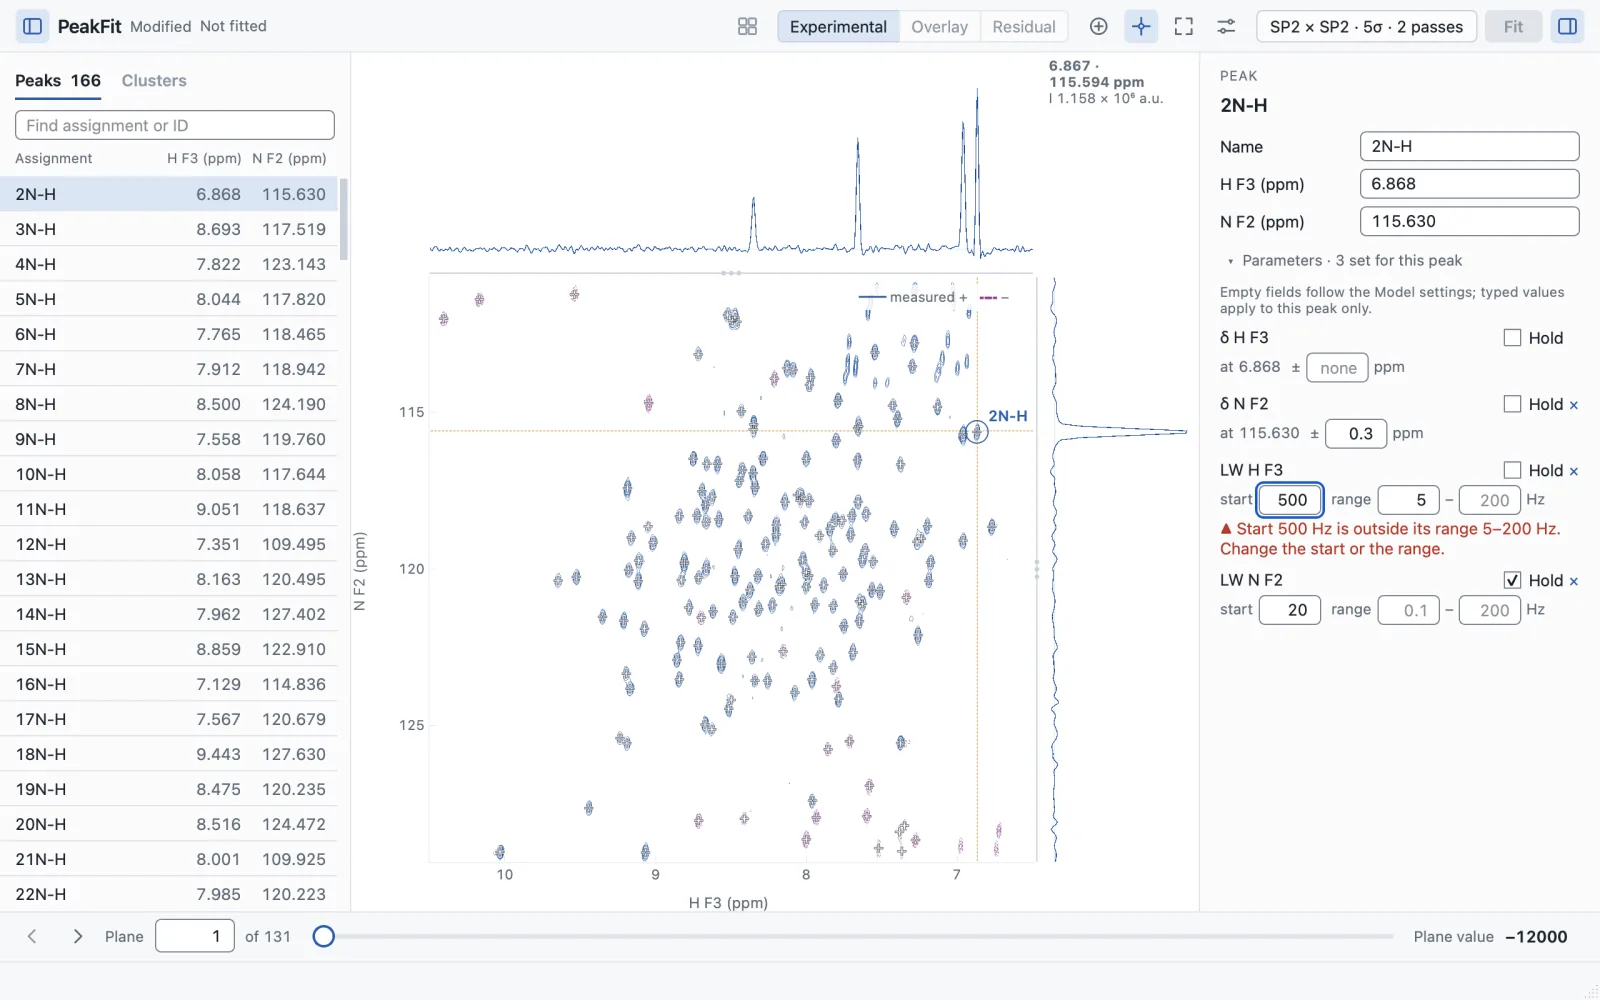 PeakFit Modified Not fitted
Experimental Overlay Residual
SP2 × SP2 · 5σ · 2 passes
Fit
Peaks 166 Clusters
Find assignment or ID
Assignment H F3 (ppm) N F2 (ppm)
2N-H 6.868 115.630
3N-H 8.693 117.519
4N-H 7.822 123.143
5N-H 8.044 117.820
6N-H 7.765 118.465
7N-H 7.912 118.942
8N-H 8.500 124.190
9N-H 7.558 119.760
10N-H 8.058 117.644
11N-H 9.051 118.637
12N-H 7.351 109.495
13N-H 8.163 120.495
14N-H 7.962 127.402
15N-H 8.859 122.910
16N-H 7.129 114.836
17N-H 7.567 120.679
18N-H 9.443 127.630
19N-H 8.475 120.235
20N-H 8.516 124.472
21N-H 8.001 109.925
22N-H 7.985 120.223
6.867 ·
115.594 ppm
I 1.158 × 10⁶ a.u.
measured + −
2N-H
115
120
125
N F2 (ppm)
10 9 8 7
H F3 (ppm)
PEAK
2N-H
Name 2N-H
H F3 (ppm) 6.868
N F2 (ppm) 115.630
▾ Parameters · 3 set for this peak
Empty fields follow the Model settings; typed values
apply to this peak only.
δ H F3 Hold
at 6.868 ± none ppm
δ N F2 Hold ×
at 115.630 ± 0.3 ppm
LW H F3 Hold ×
start 500 range 5 – 200 Hz
▲ Start 500 Hz is outside its range 5–200 Hz.
Change the start or the range.
LW N F2 ✓ Hold ×
start 20 range 0.1 – 200 Hz
Plane 1 of 131
Plane value −12000